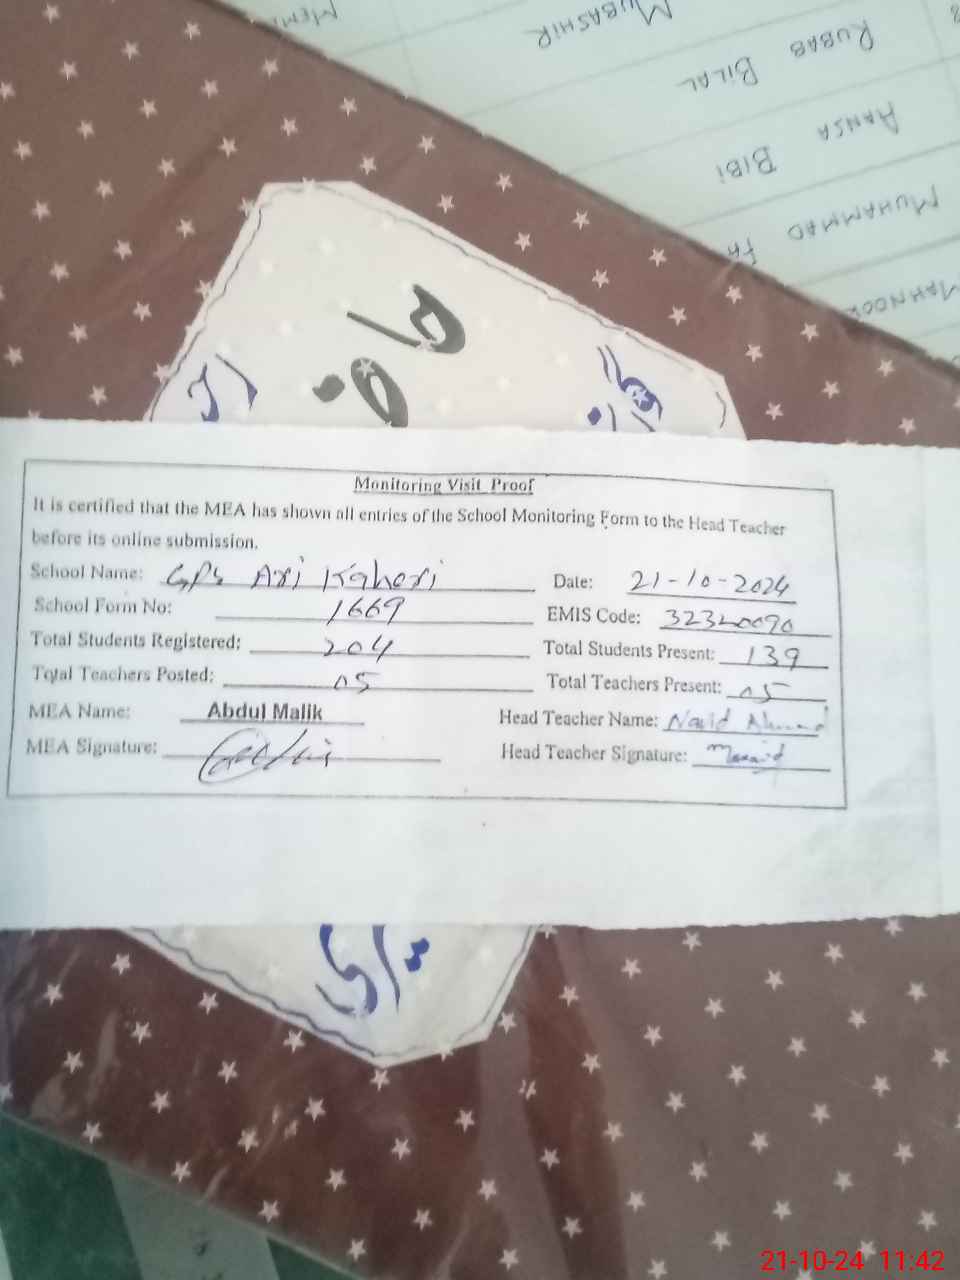 MUBASHIR
RUBAB BILAL
AANSA BIBI
MUHAMMAD
MAHNOOR
Monitoring Visit Proof
It is certified that the MEA has shown all entries of the School Monitoring Form to the Head Teacher
before its online submission.
School Name: GPS Ari Kaheri Date: 21-10-2024
School Form No: 1669 EMIS Code: 32320090
Total Students Registered: 204 Total Students Present: 139
Total Teachers Posted: 05 Total Teachers Present: 05
MEA Name: Abdul Malik Head Teacher Name: Navid Ahmad
MEA Signature: Head Teacher Signature:
21-10-24 11:42